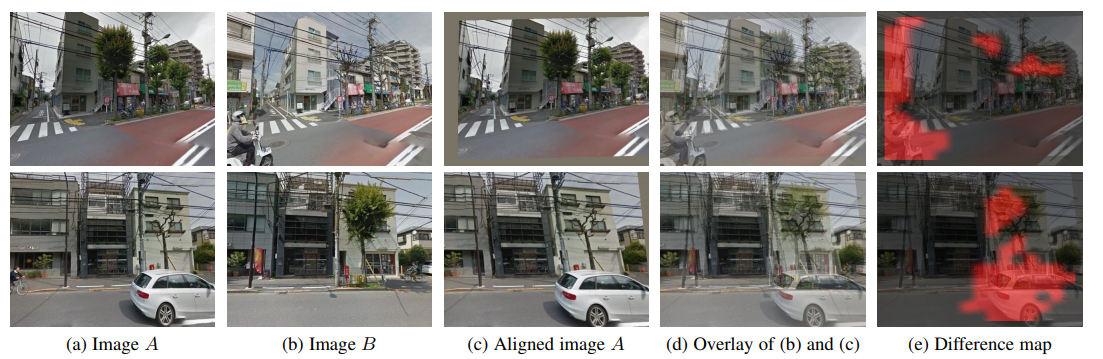 (a) Image A
(b) Image B
(c) Aligned image A
(d) Overlay of (b) and (c)
(e) Difference map